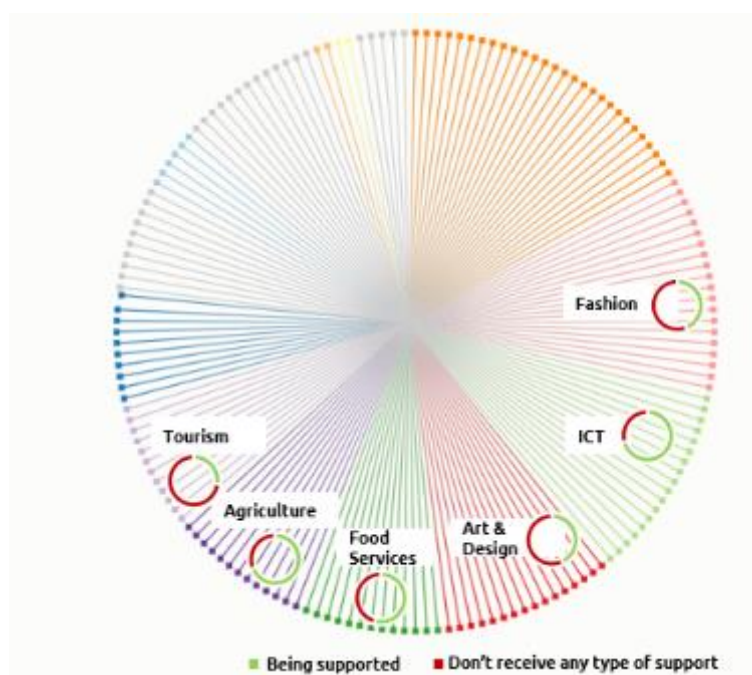 Fashion
ICT
Tourism
Agriculture
Food
Services
Art &
Design
Being supported
Don't receive any type of support